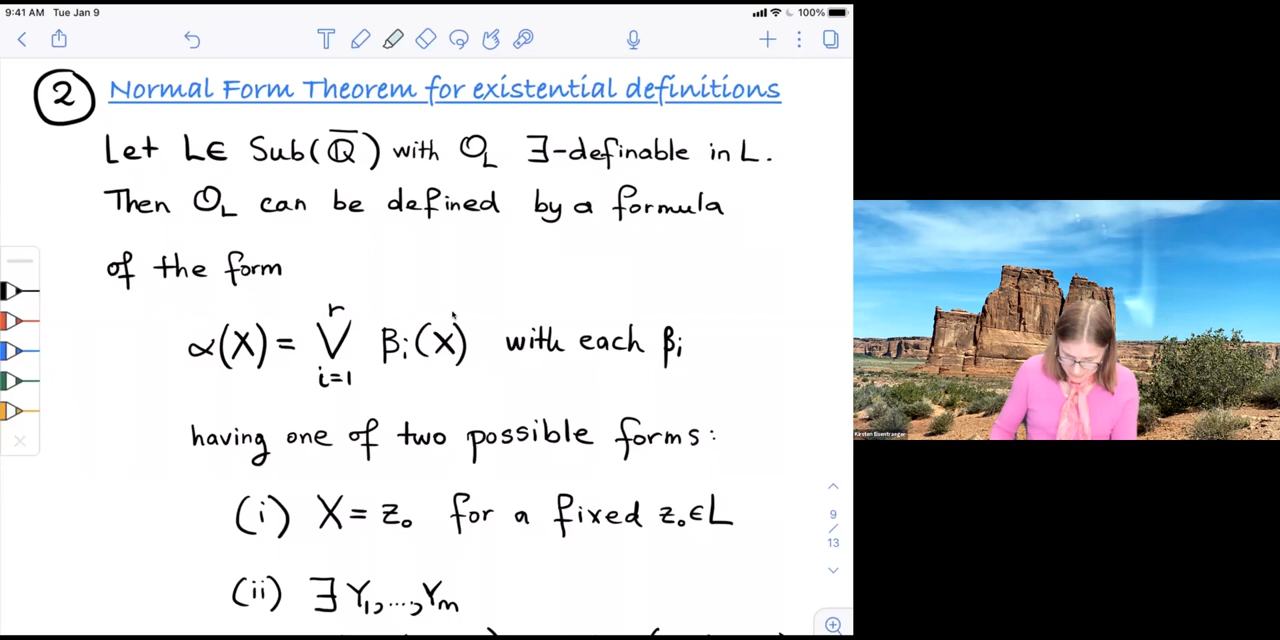 9:41 AM Tue Jan 9
100%
② Normal Form Theorem for existential definitions
Let L∈ Sub(ℚ̅) with 𝒪_L ∃-definable in L.
Then 𝒪_L can be defined by a formula
of the form
α(X) = ⋁_{i=1}^{r} β_i(X) with each β_i
having one of two possible forms:
(i) X = z₀ for a fixed z₀∈L
(ii) ∃ Y₁,...,Y_m
9
/
13
Kirsten Eisentraeger